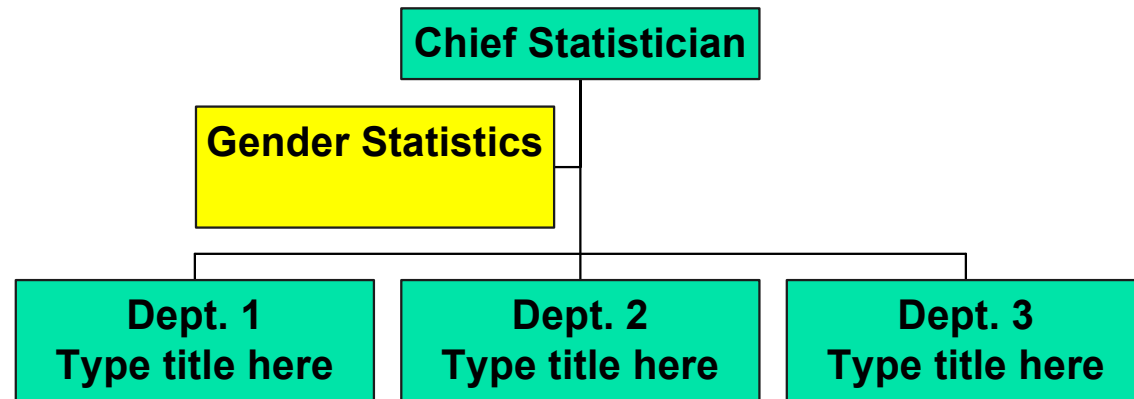 Chief Statistician
Gender Statistics
Dept. 1
Type title here
Dept. 2
Type title here
Dept. 3
Type title here